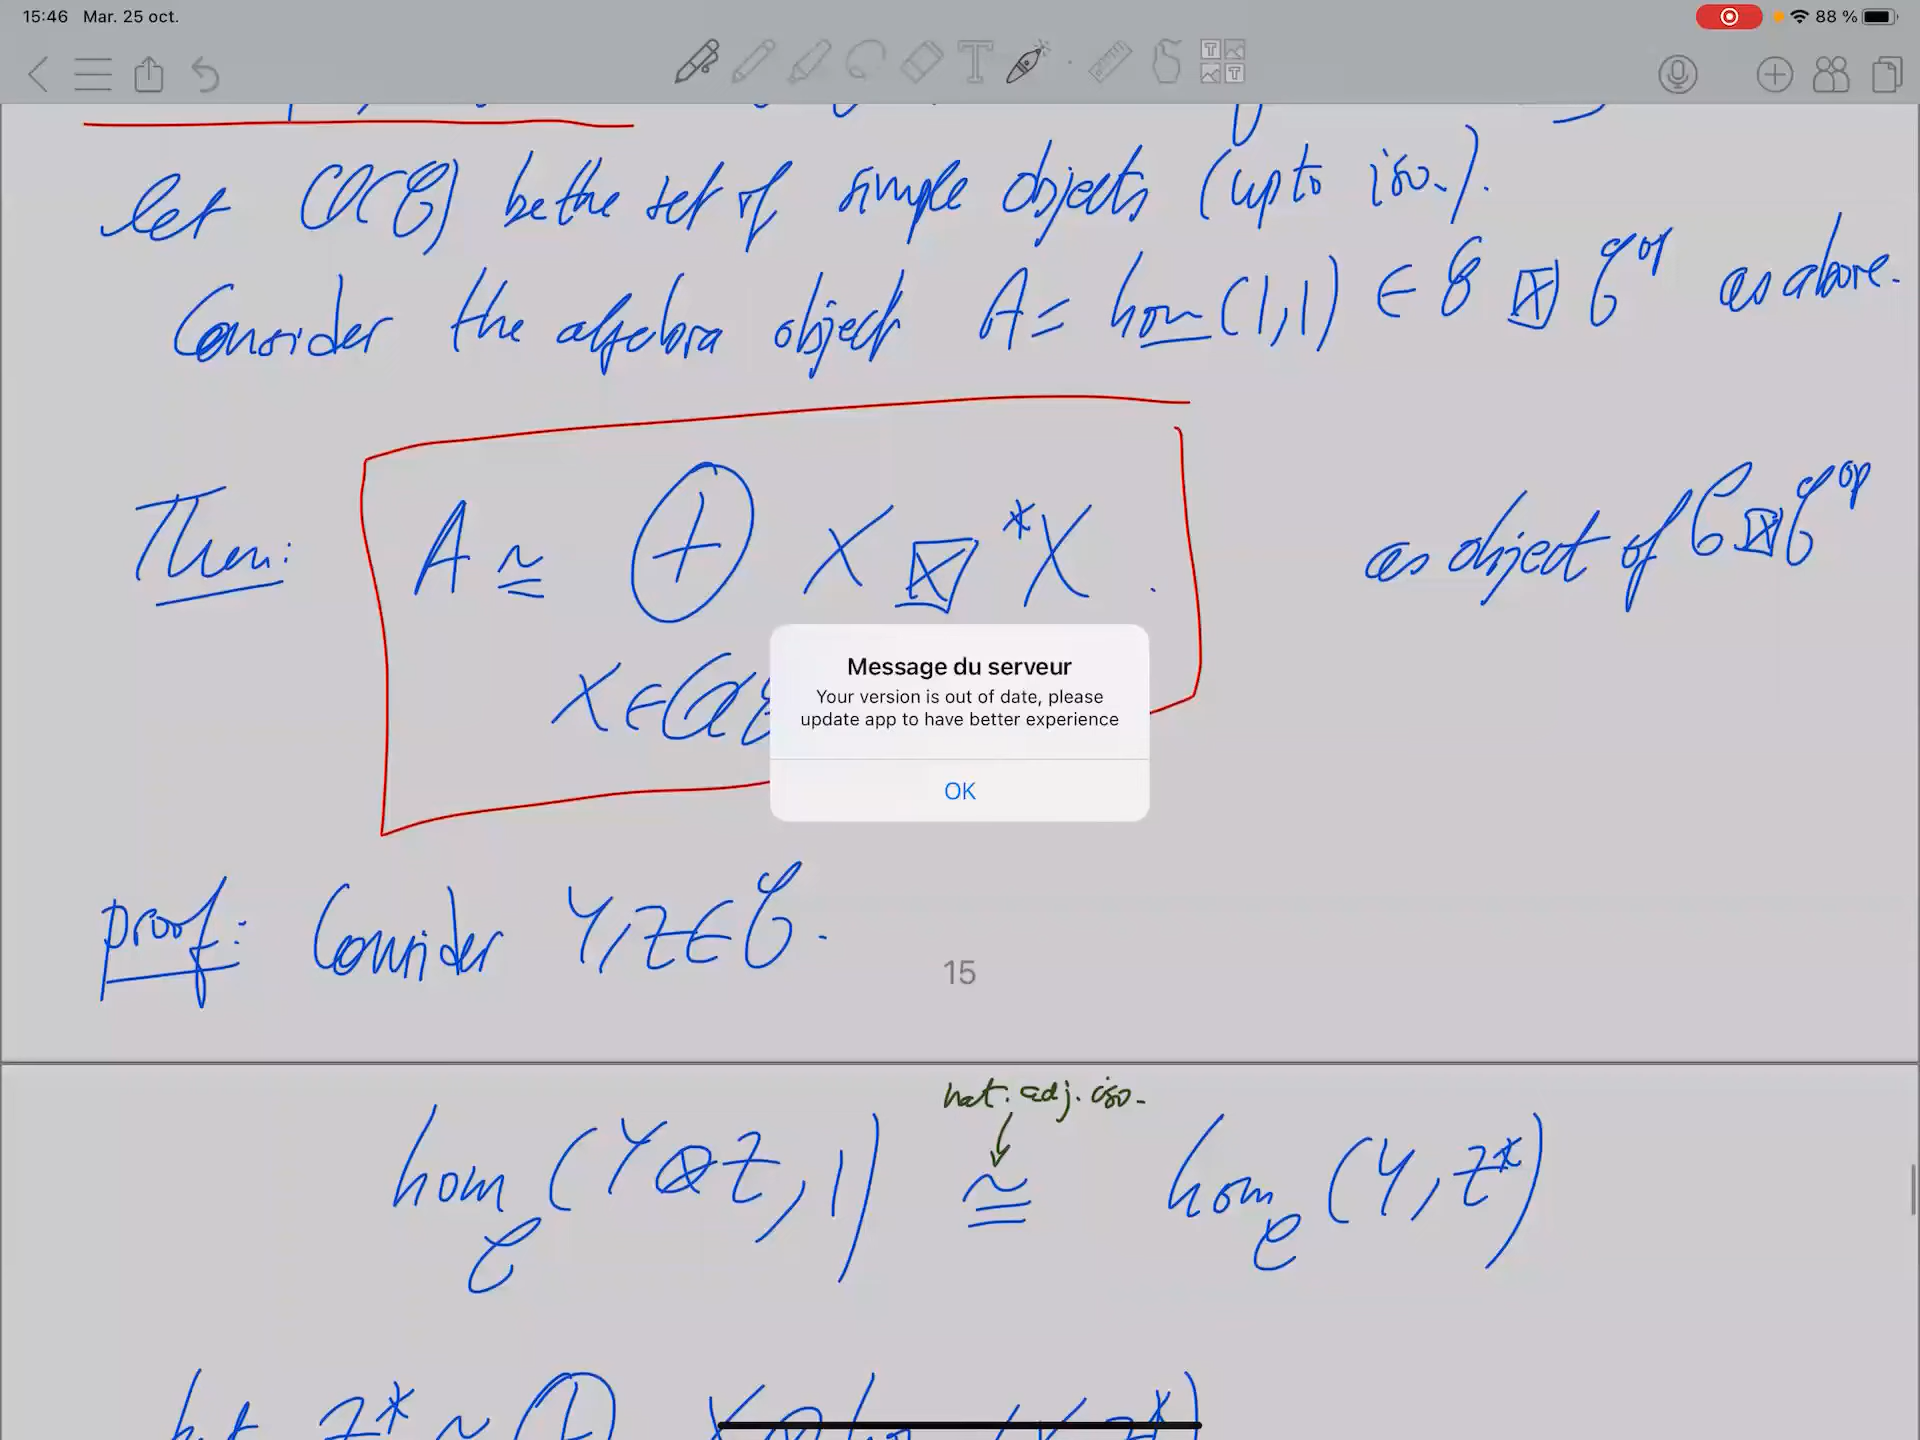 15:46 Mar. 25 oct.
88 %
let O(C) be the set of simple objects (up to iso.).
Consider the algebra object A = hom(1,1) ∈ C ⊠ C^op as above.
Then: A ≅ ⊕ X ⊠ *X . as object of C ⊠ C^op
X ∈ O(C
Message du serveur
Your version is out of date, please
update app to have better experience
OK
proof: Consider Y, Z ∈ C.
15
nat. adj. iso.
hom_C (Y ⊗ Z, 1) ≅ hom_C (Y, Z*)
but Z* ≅ ⊕ X ⊗ hom (X, Z*)